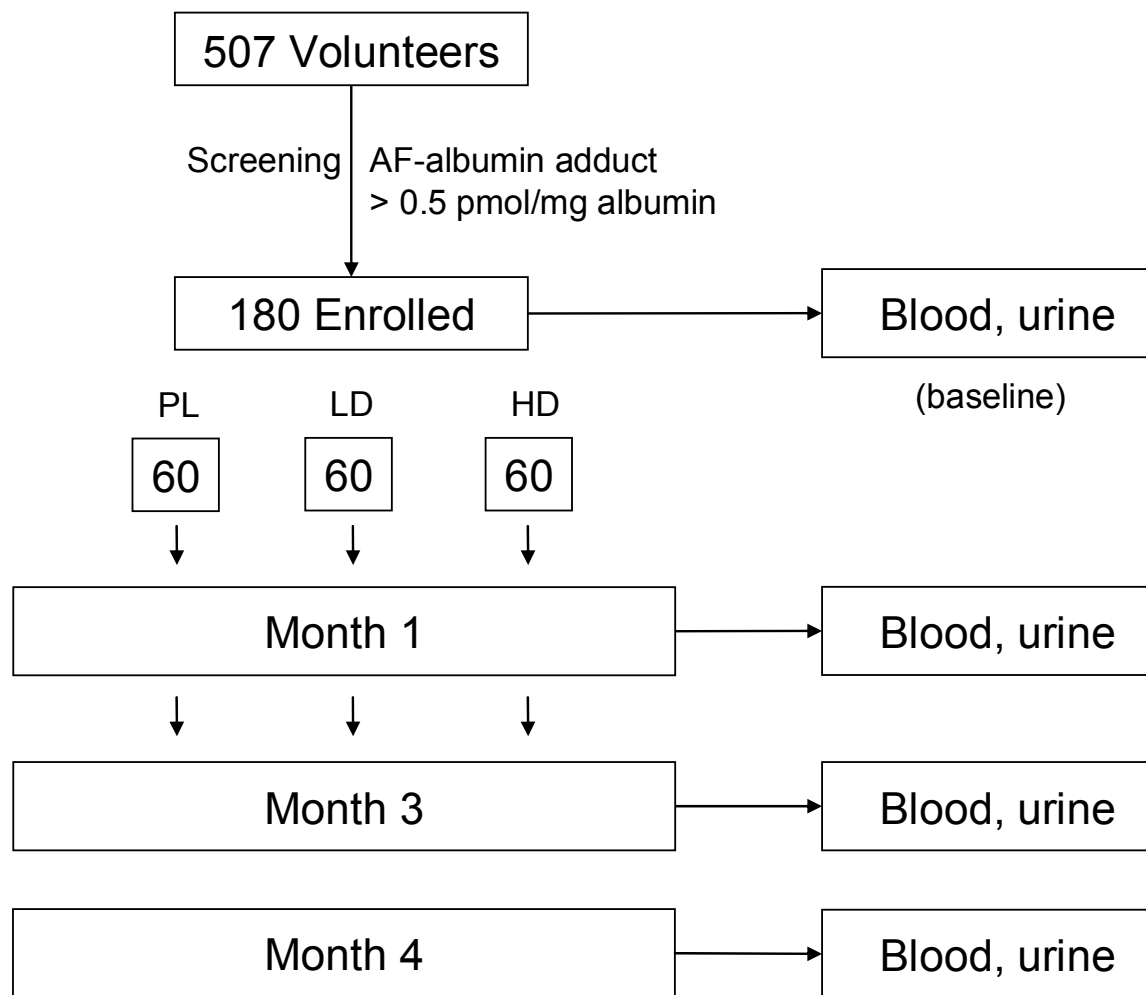 507 Volunteers
Screening
AF-albumin adduct
> 0.5 pmol/mg albumin
180 Enrolled
Blood, urine
(baseline)
PL
LD
HD
60
60
60
Month 1
Blood, urine
Month 3
Blood, urine
Month 4
Blood, urine